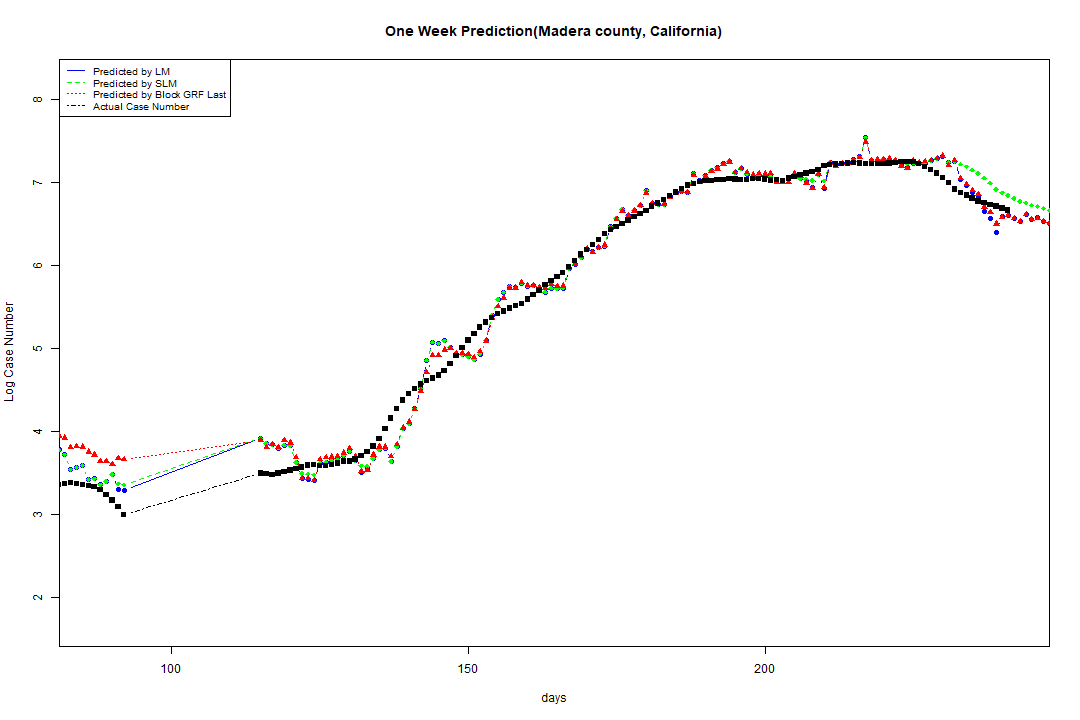 One Week Prediction(Madera county, California)
Predicted by LM
Predicted by SLM
Predicted by Block GRF Last
Actual Case Number
8
7
6
5
4
3
2
Log Case Number
100
150
200
days